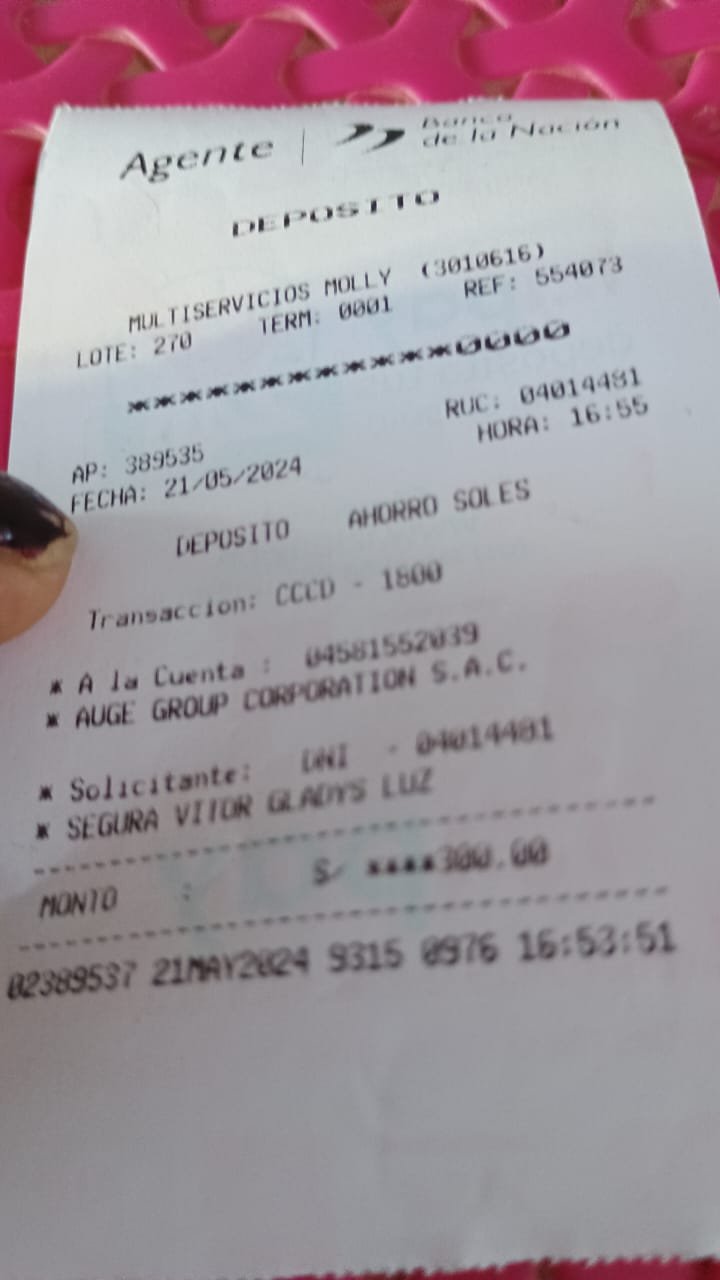 Agente | Banco
de la Nación
DEPOSITO
MULTISERVICIOS MOLLY (3010616)
LOTE: 270 TERM: 0001 REF: 554073
************0000
AP: 389535 RUC: 04014481
FECHA: 21/05/2024 HORA: 16:55
DEPOSITO AHORRO SOLES
Transaccion: CCCD - 1800
* A la Cuenta : 04581552039
* AUGE GROUP CORPORATION S.A.C.
* Solicitante: DNI - 04014481
* SEGURA VITOR GLADYS LUZ
MONTO : S/ ****300.00
02389537 21MAY2024 9315 0976 16:53:51